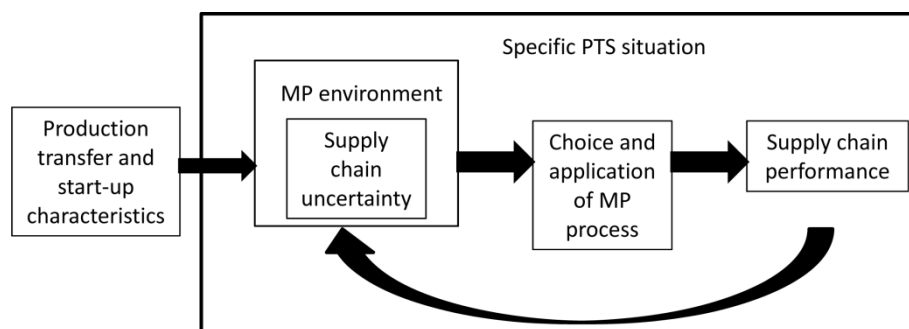 Specific PTS situation
MP environment
Production
transfer and
start-up
characteristics
Supply
chain
uncertainty
Choice and
application
of MP
process
Supply chain
performance